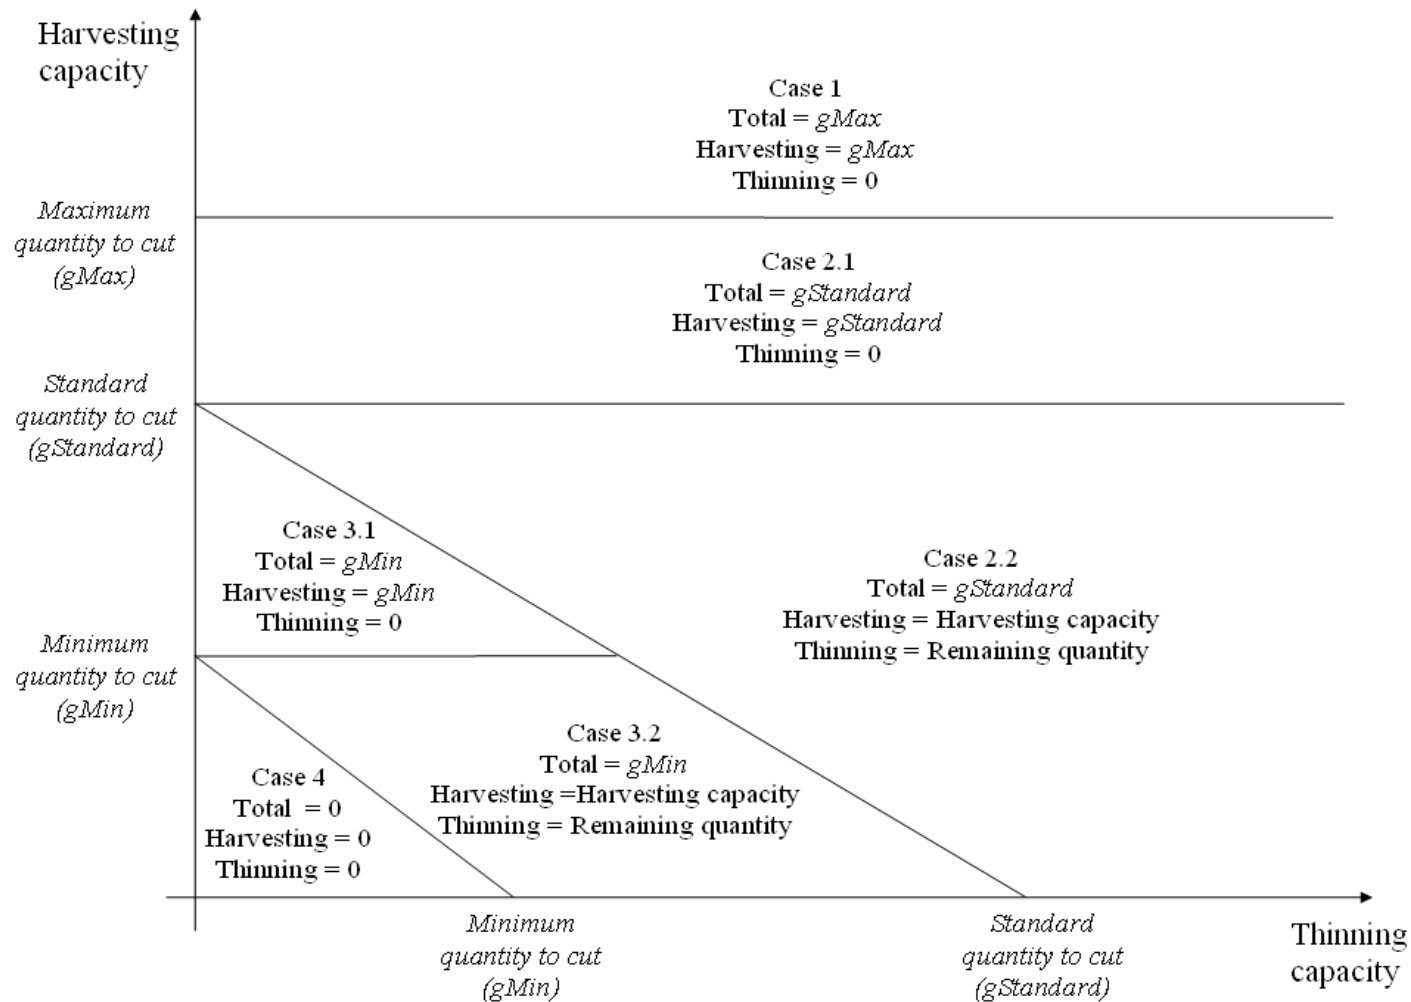 Harvesting
capacity
Case 1
Total = gMax
Harvesting = gMax
Thinning = 0
Maximum
quantity to cut
(gMax)
Case 2.1
Total = gStandard
Harvesting = gStandard
Thinning = 0
Standard
quantity to cut
(gStandard)
Case 3.1
Total = gMin
Harvesting = gMin
Thinning = 0
Case 2.2
Total = gStandard
Harvesting = Harvesting capacity
Thinning = Remaining quantity
Minimum
quantity to cut
(gMin)
Case 3.2
Total = gMin
Harvesting =Harvesting capacity
Thinning = Remaining quantity
Case 4
Total = 0
Harvesting = 0
Thinning = 0
Minimum
quantity to cut
(gMin)
Standard
quantity to cut
(gStandard)
Thinning
capacity